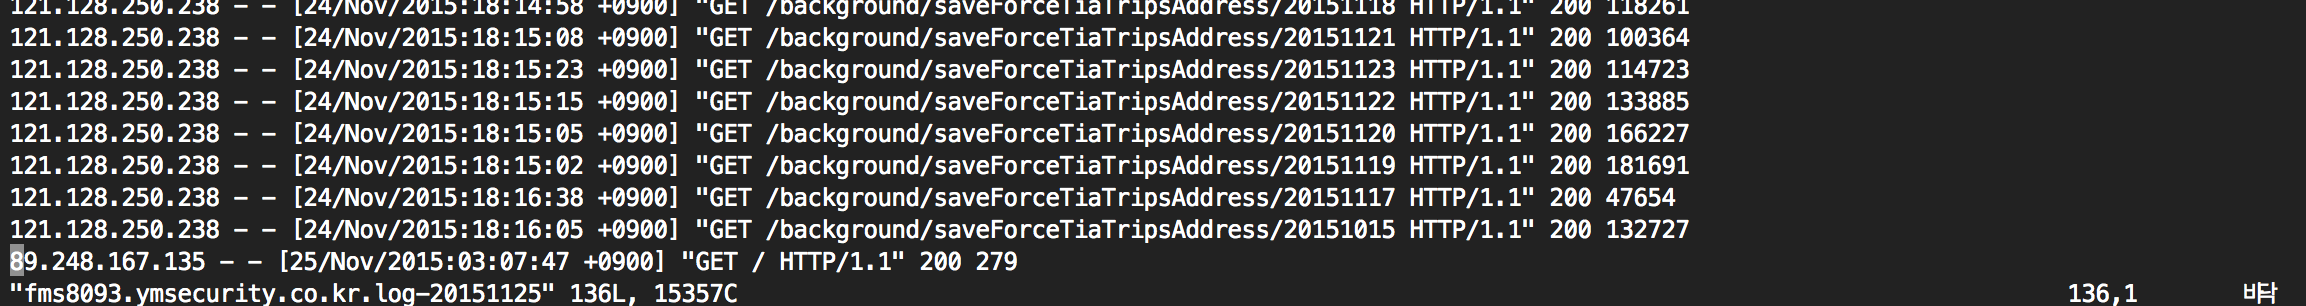 121.128.250.238 - - [24/Nov/2015:18:14:58 +0900] "GET /background/saveForceTiaTripsAddress/20151118 HTTP/1.1" 200 118261
121.128.250.238 - - [24/Nov/2015:18:15:08 +0900] "GET /background/saveForceTiaTripsAddress/20151121 HTTP/1.1" 200 100364
121.128.250.238 - - [24/Nov/2015:18:15:23 +0900] "GET /background/saveForceTiaTripsAddress/20151123 HTTP/1.1" 200 114723
121.128.250.238 - - [24/Nov/2015:18:15:15 +0900] "GET /background/saveForceTiaTripsAddress/20151122 HTTP/1.1" 200 133885
121.128.250.238 - - [24/Nov/2015:18:15:05 +0900] "GET /background/saveForceTiaTripsAddress/20151120 HTTP/1.1" 200 166227
121.128.250.238 - - [24/Nov/2015:18:15:02 +0900] "GET /background/saveForceTiaTripsAddress/20151119 HTTP/1.1" 200 181691
121.128.250.238 - - [24/Nov/2015:18:16:38 +0900] "GET /background/saveForceTiaTripsAddress/20151117 HTTP/1.1" 200 47654
121.128.250.238 - - [24/Nov/2015:18:16:05 +0900] "GET /background/saveForceTiaTripsAddress/20151015 HTTP/1.1" 200 132727
89.248.167.135 - - [25/Nov/2015:03:07:47 +0900] "GET / HTTP/1.1" 200 279
"fms8093.ymsecurity.co.kr.log-20151125" 136L, 15357C 136,1 바닥